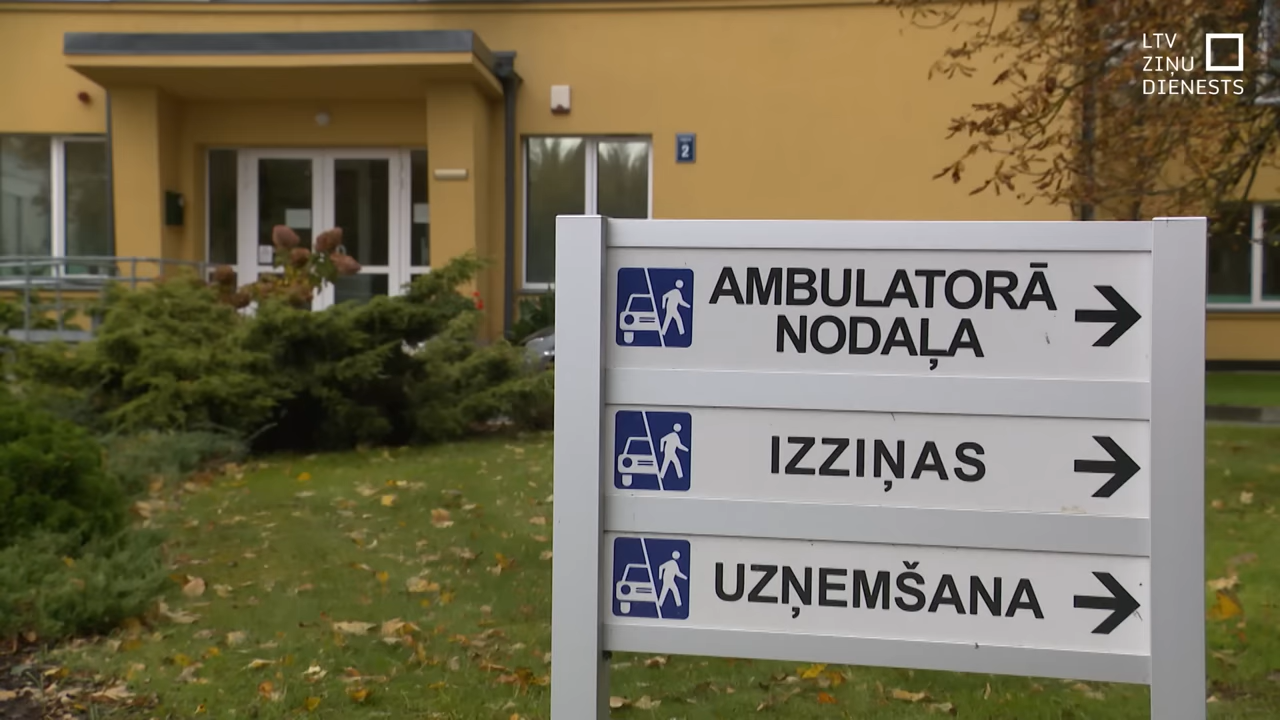 LTV
ZIŅU
DIENESTS
2
AMBULATORĀ
NODAĻA
IZZIŅAS
UZŅEMŠANA